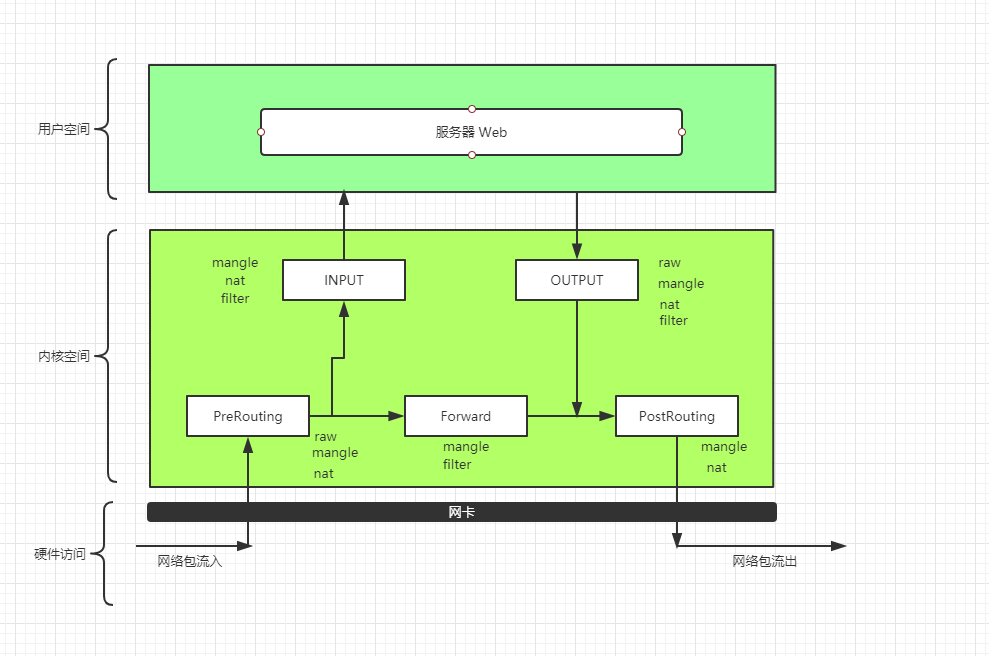 用户空间
服务器 Web
内核空间
mangle
nat
filter
INPUT
OUTPUT
raw
mangle
nat
filter
PreRouting
raw
mangle
nat
Forward
mangle
filter
PostRouting
mangle
nat
网卡
硬件访问
网络包流入
网络包流出